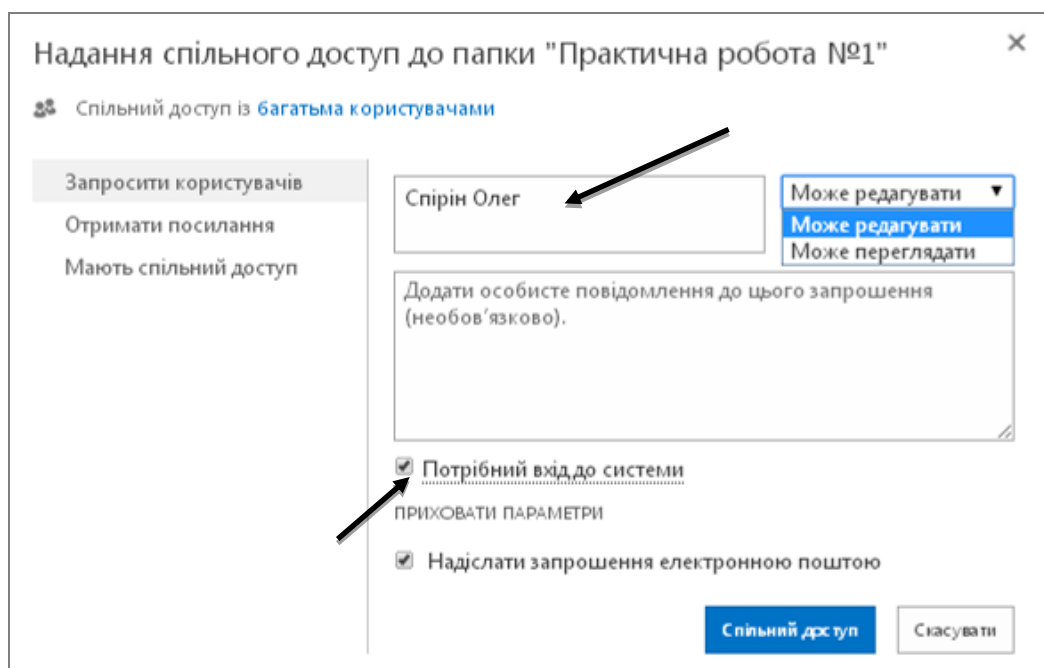 Надання спільного доступ до папки "Практична робота №1"
Спільний доступ із багатьма користувачами
Запросити користувачів
Отримати посилання
Мають спільний доступ
Спірін Олег
Може редагувати
Може редагувати
Може переглядати
Додати особисте повідомлення до цього запрошення
(необов’язково).
Потрібний вхід до системи
ПРИХОВАТИ ПАРАМЕТРИ
Надіслати запрошення електронною поштою
Спільний доступ
Скасувати